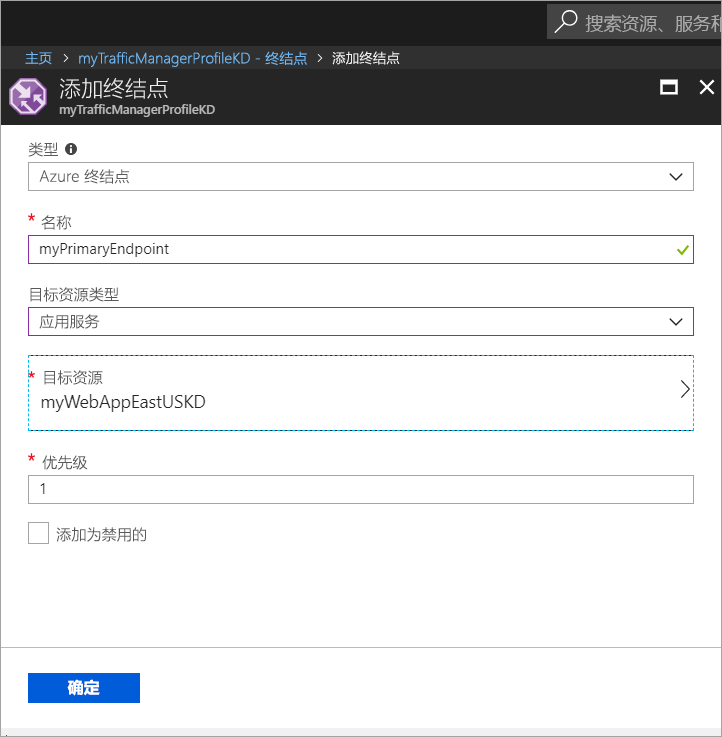 搜索资源、服务和
主页 > myTrafficManagerProfileKD - 终结点 > 添加终结点
添加终结点
myTrafficManagerProfileKD
类型
Azure 终结点
* 名称
myPrimaryEndpoint
目标资源类型
应用服务
* 目标资源
myWebAppEastUSKD
* 优先级
1
添加为禁用的
确定